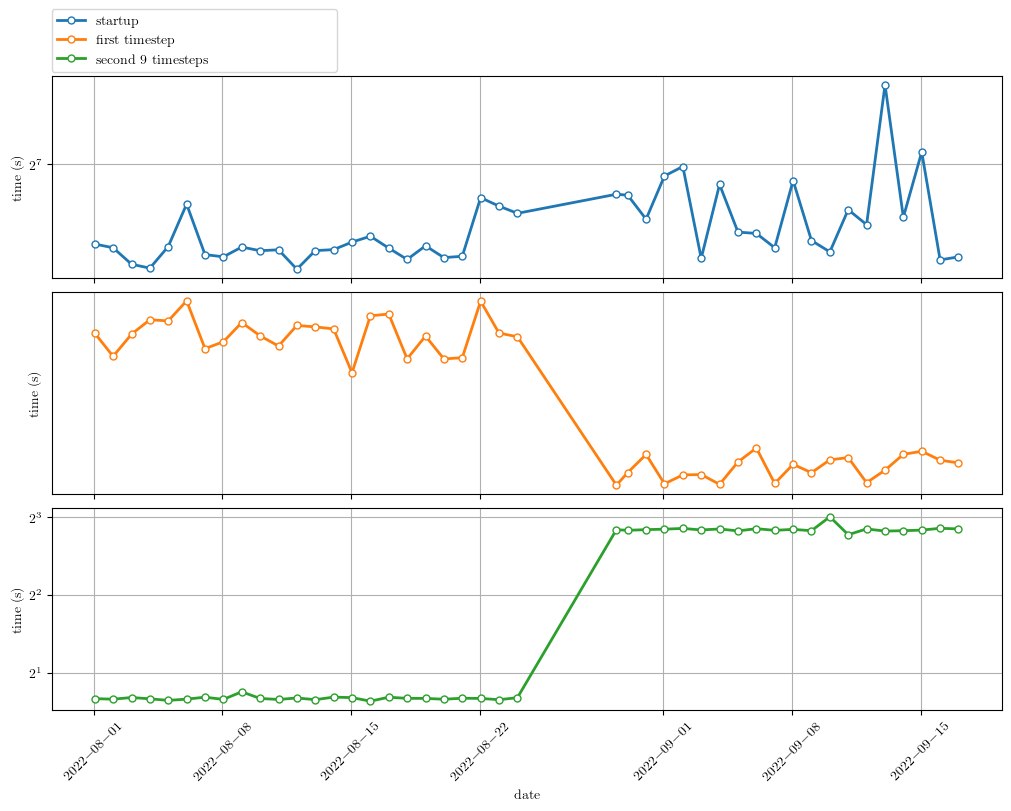 startup
first timestep
second 9 timesteps
time (s)
2^7
time (s)
time (s)
2^3
2^2
2^1
2022−08−01
2022−08−08
2022−08−15
2022−08−22
2022−09−01
2022−09−08
2022−09−15
date